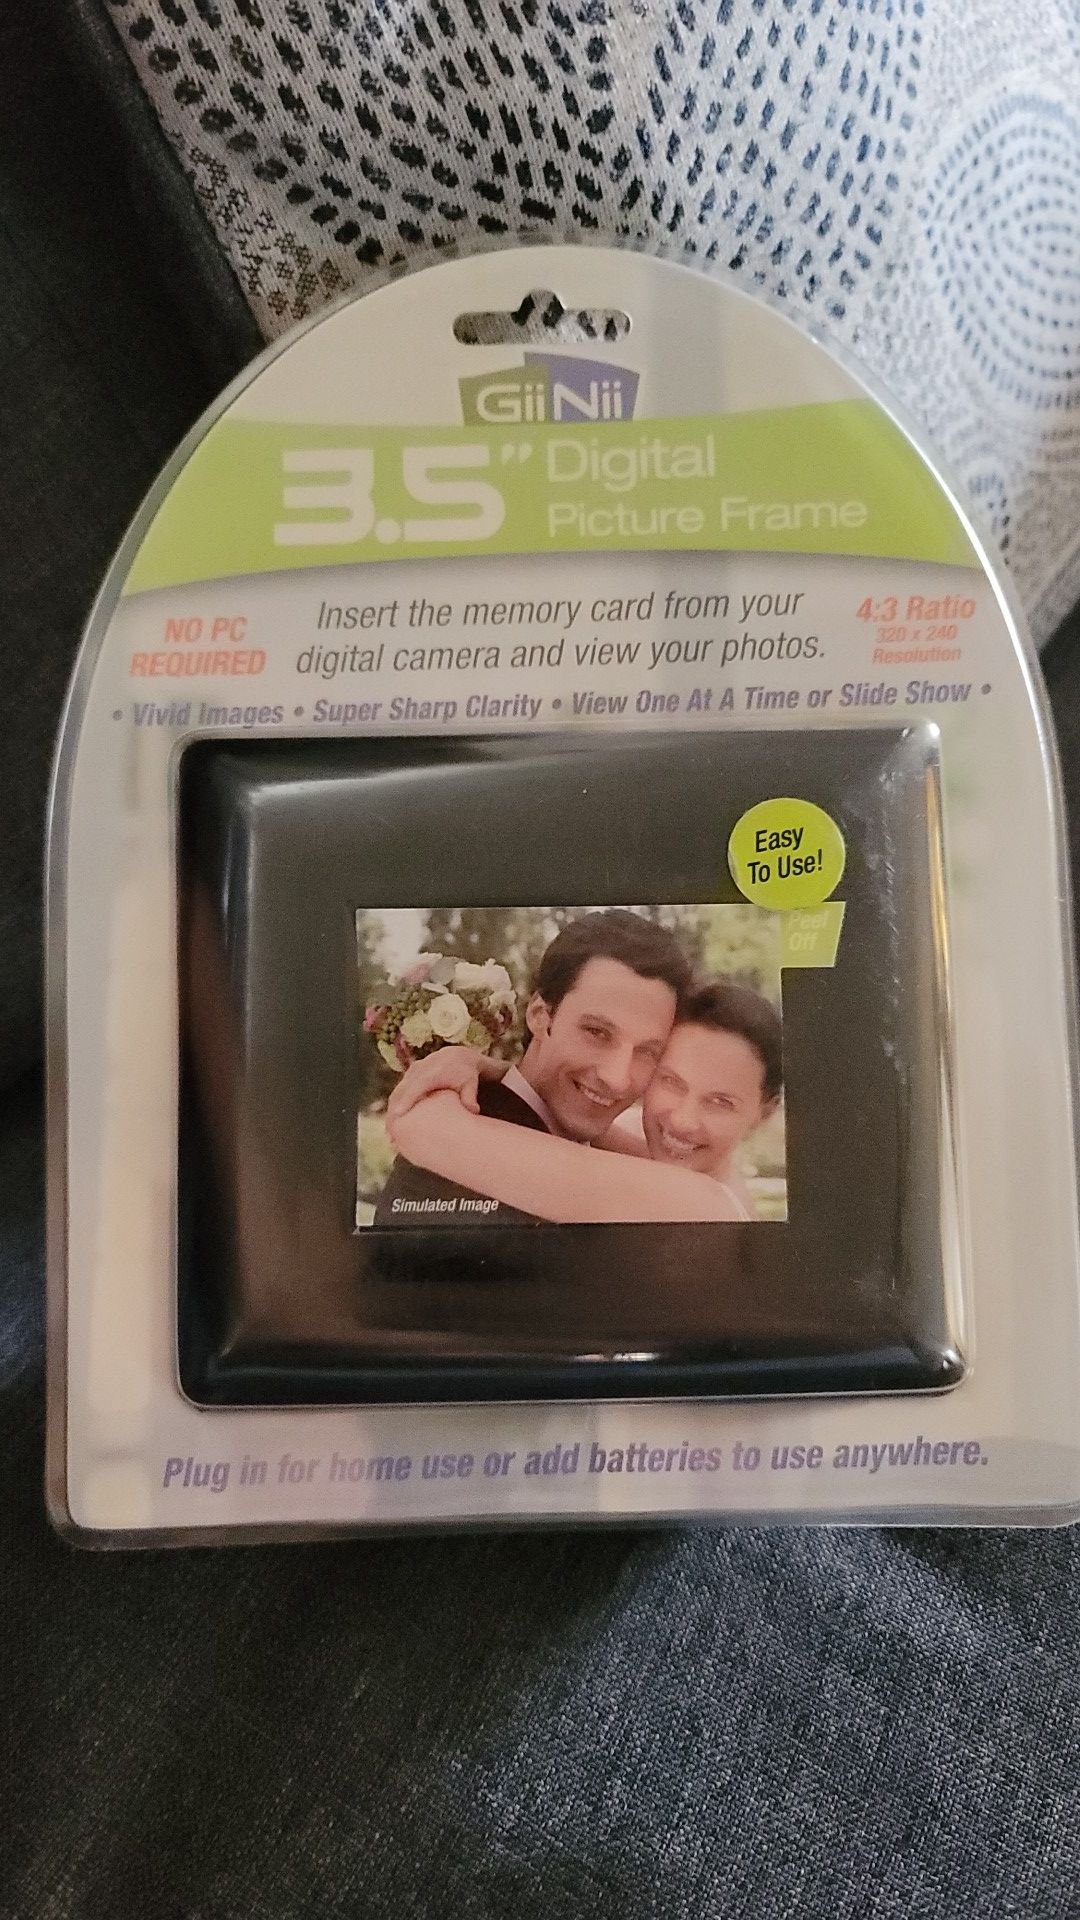 GiiNii
3.5" Digital
Picture Frame
NO PC
REQUIRED
Insert the memory card from your
digital camera and view your photos.
4:3 Ratio
320 x 240
Resolution
• Vivid Images • Super Sharp Clarity • View One At A Time or Slide Show •
Easy
To Use!
Peel
Off
Simulated Image
Plug in for home use or add batteries to use anywhere.